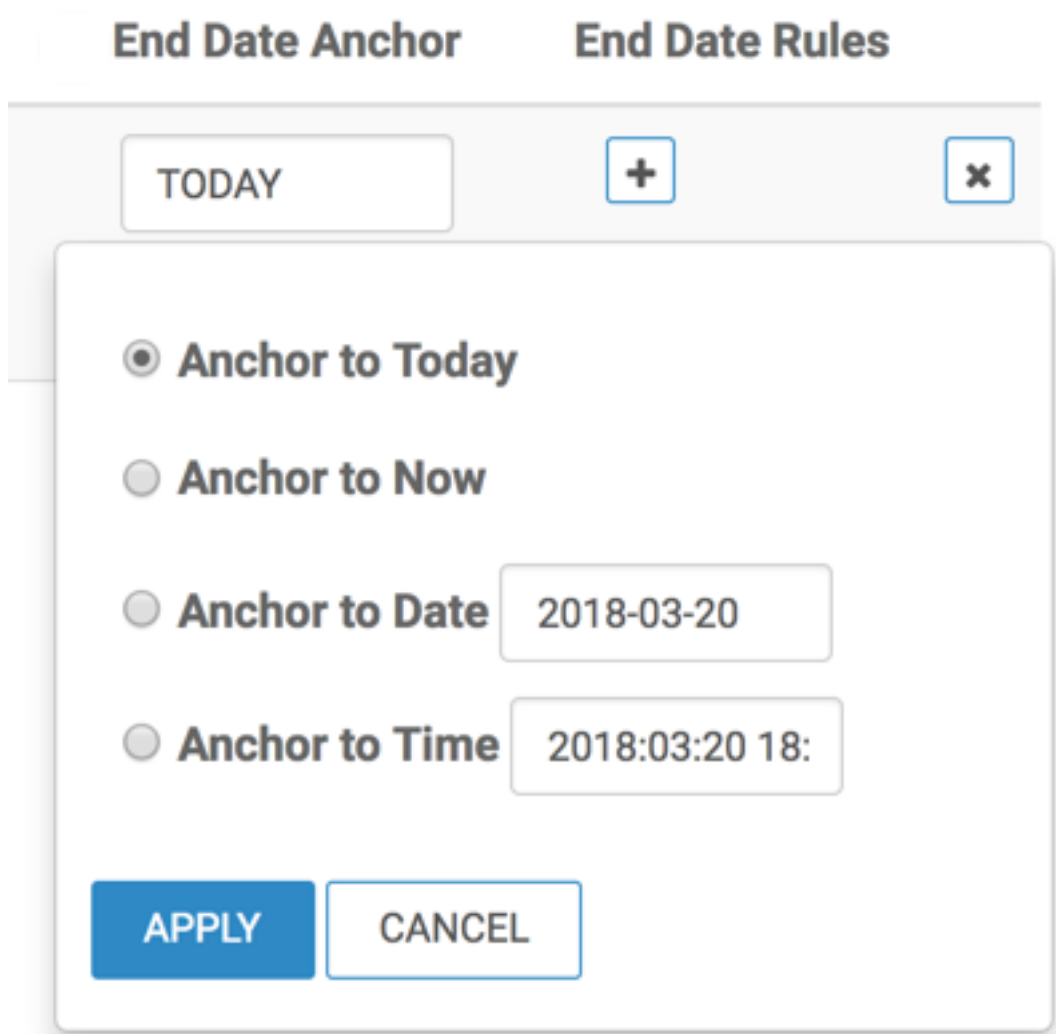 End Date Anchor End Date Rules
TODAY
Anchor to Today
Anchor to Now
Anchor to Date 2018-03-20
Anchor to Time 2018:03:20 18:
APPLY CANCEL